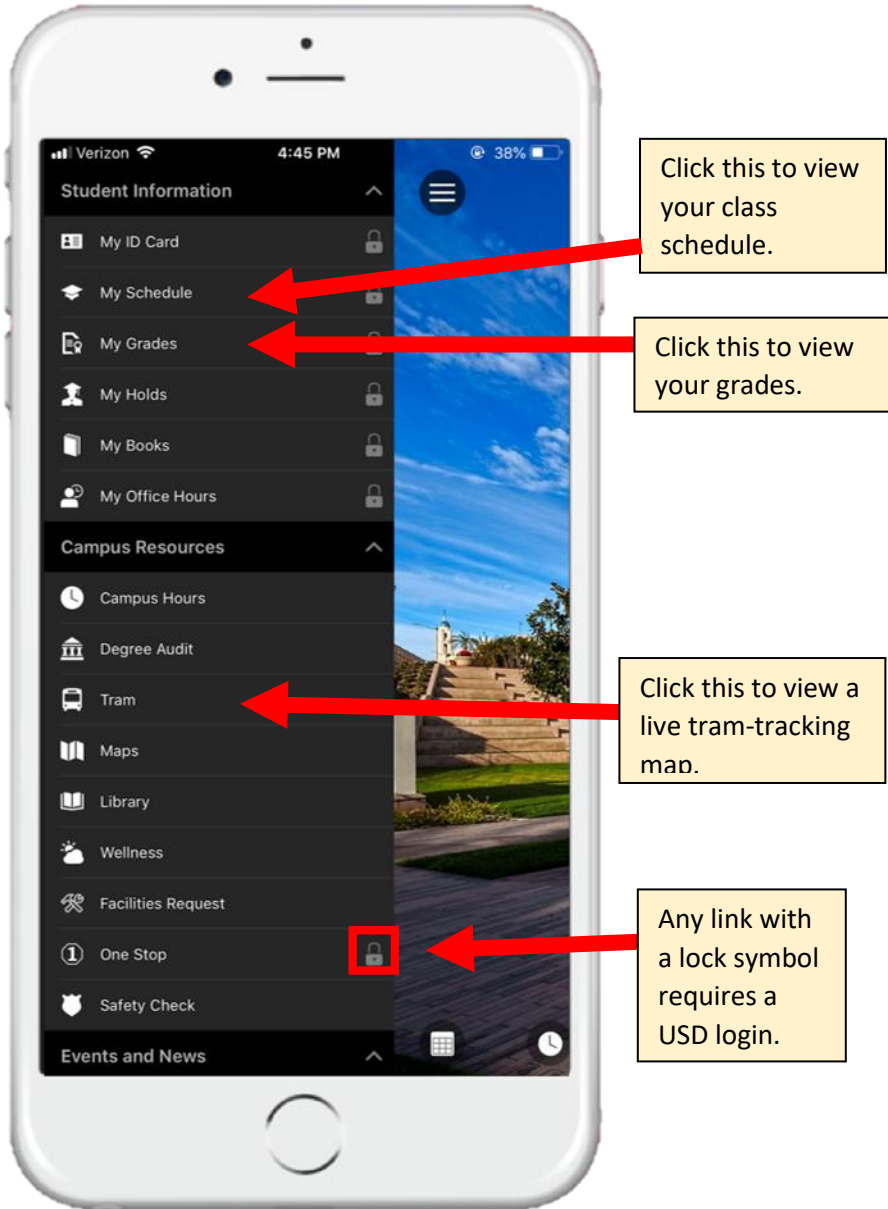 Verizon 4:45 PM 38%
Student Information
My ID Card
My Schedule
My Grades
My Holds
My Books
My Office Hours
Campus Resources
Campus Hours
Degree Audit
Tram
Maps
Library
Wellness
Facilities Request
1 One Stop
Safety Check
Events and News
Click this to view
your class
schedule.
Click this to view
your grades.
Click this to view a
live tram-tracking
map.
Any link with
a lock symbol
requires a
USD login.